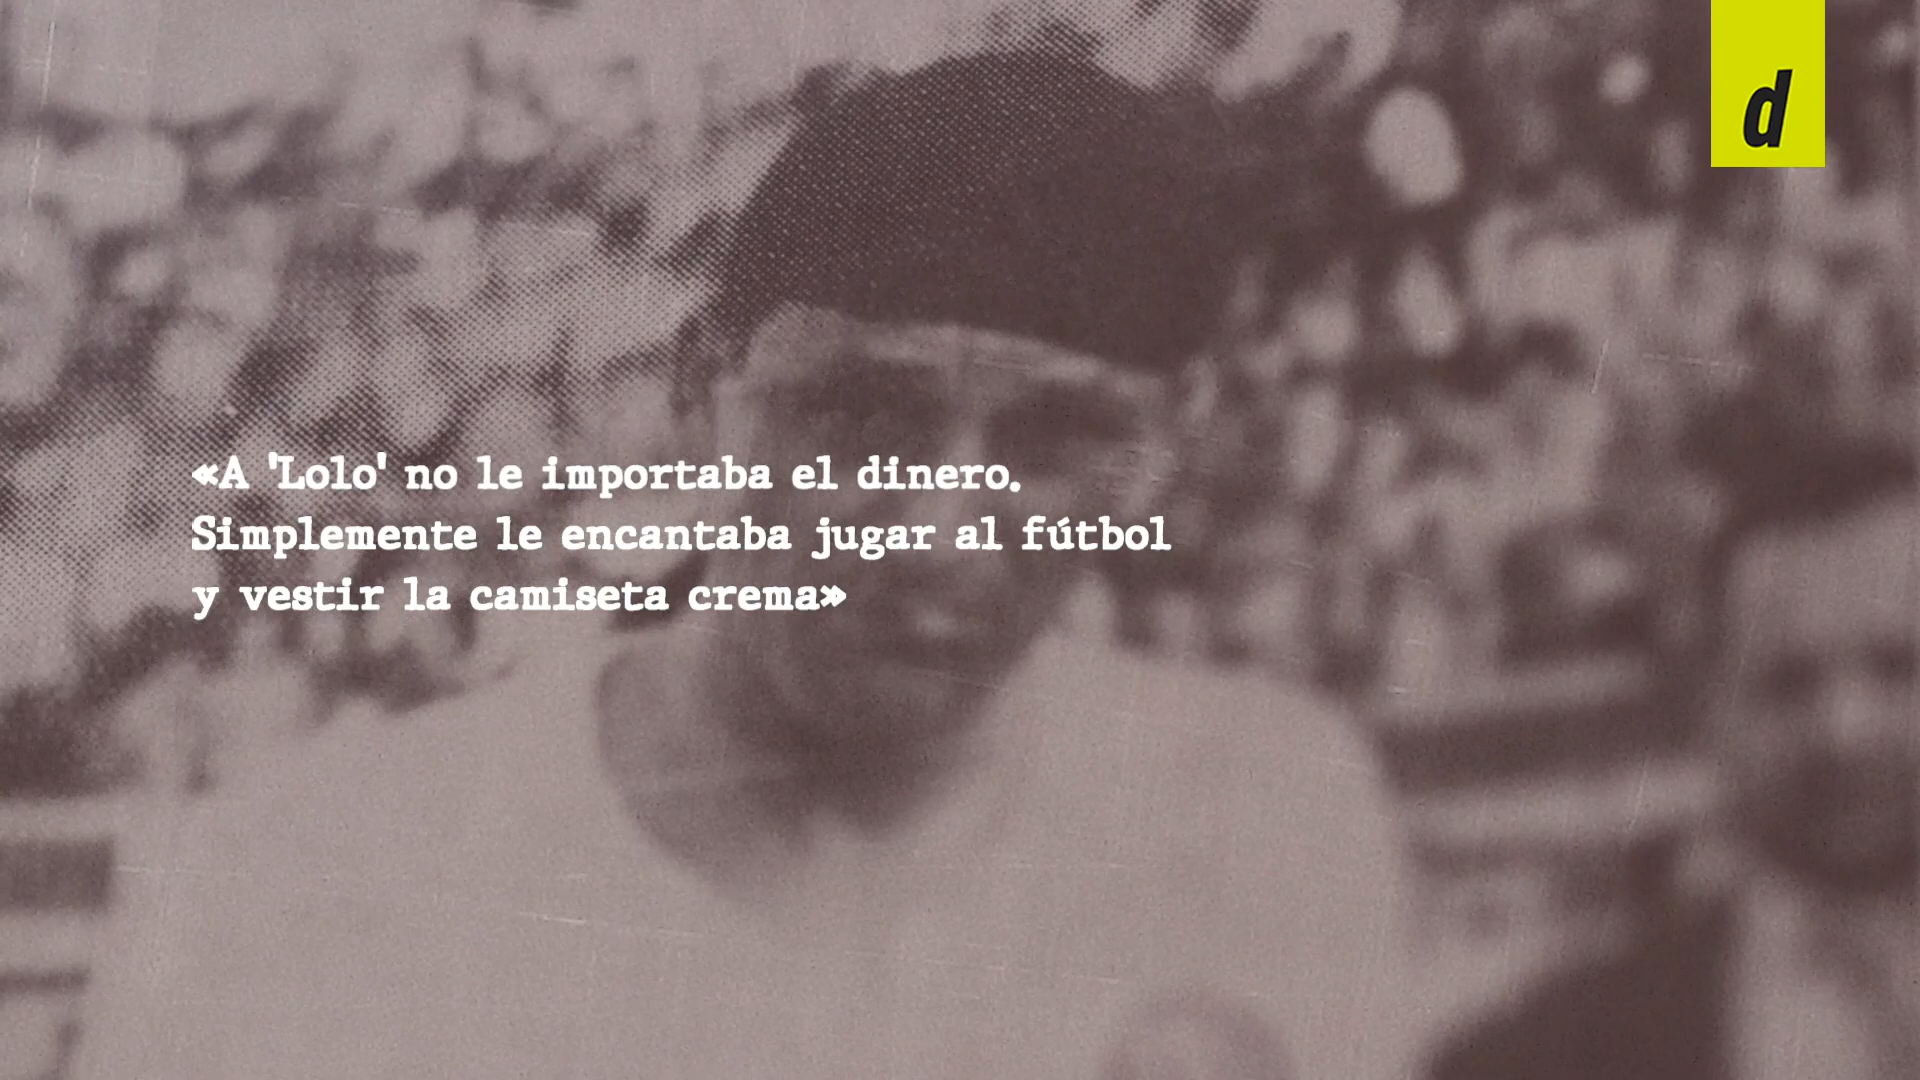 d
«A 'Lolo' no le importaba el dinero.
Simplemente le encantaba jugar al fútbol
y vestir la camiseta crema»